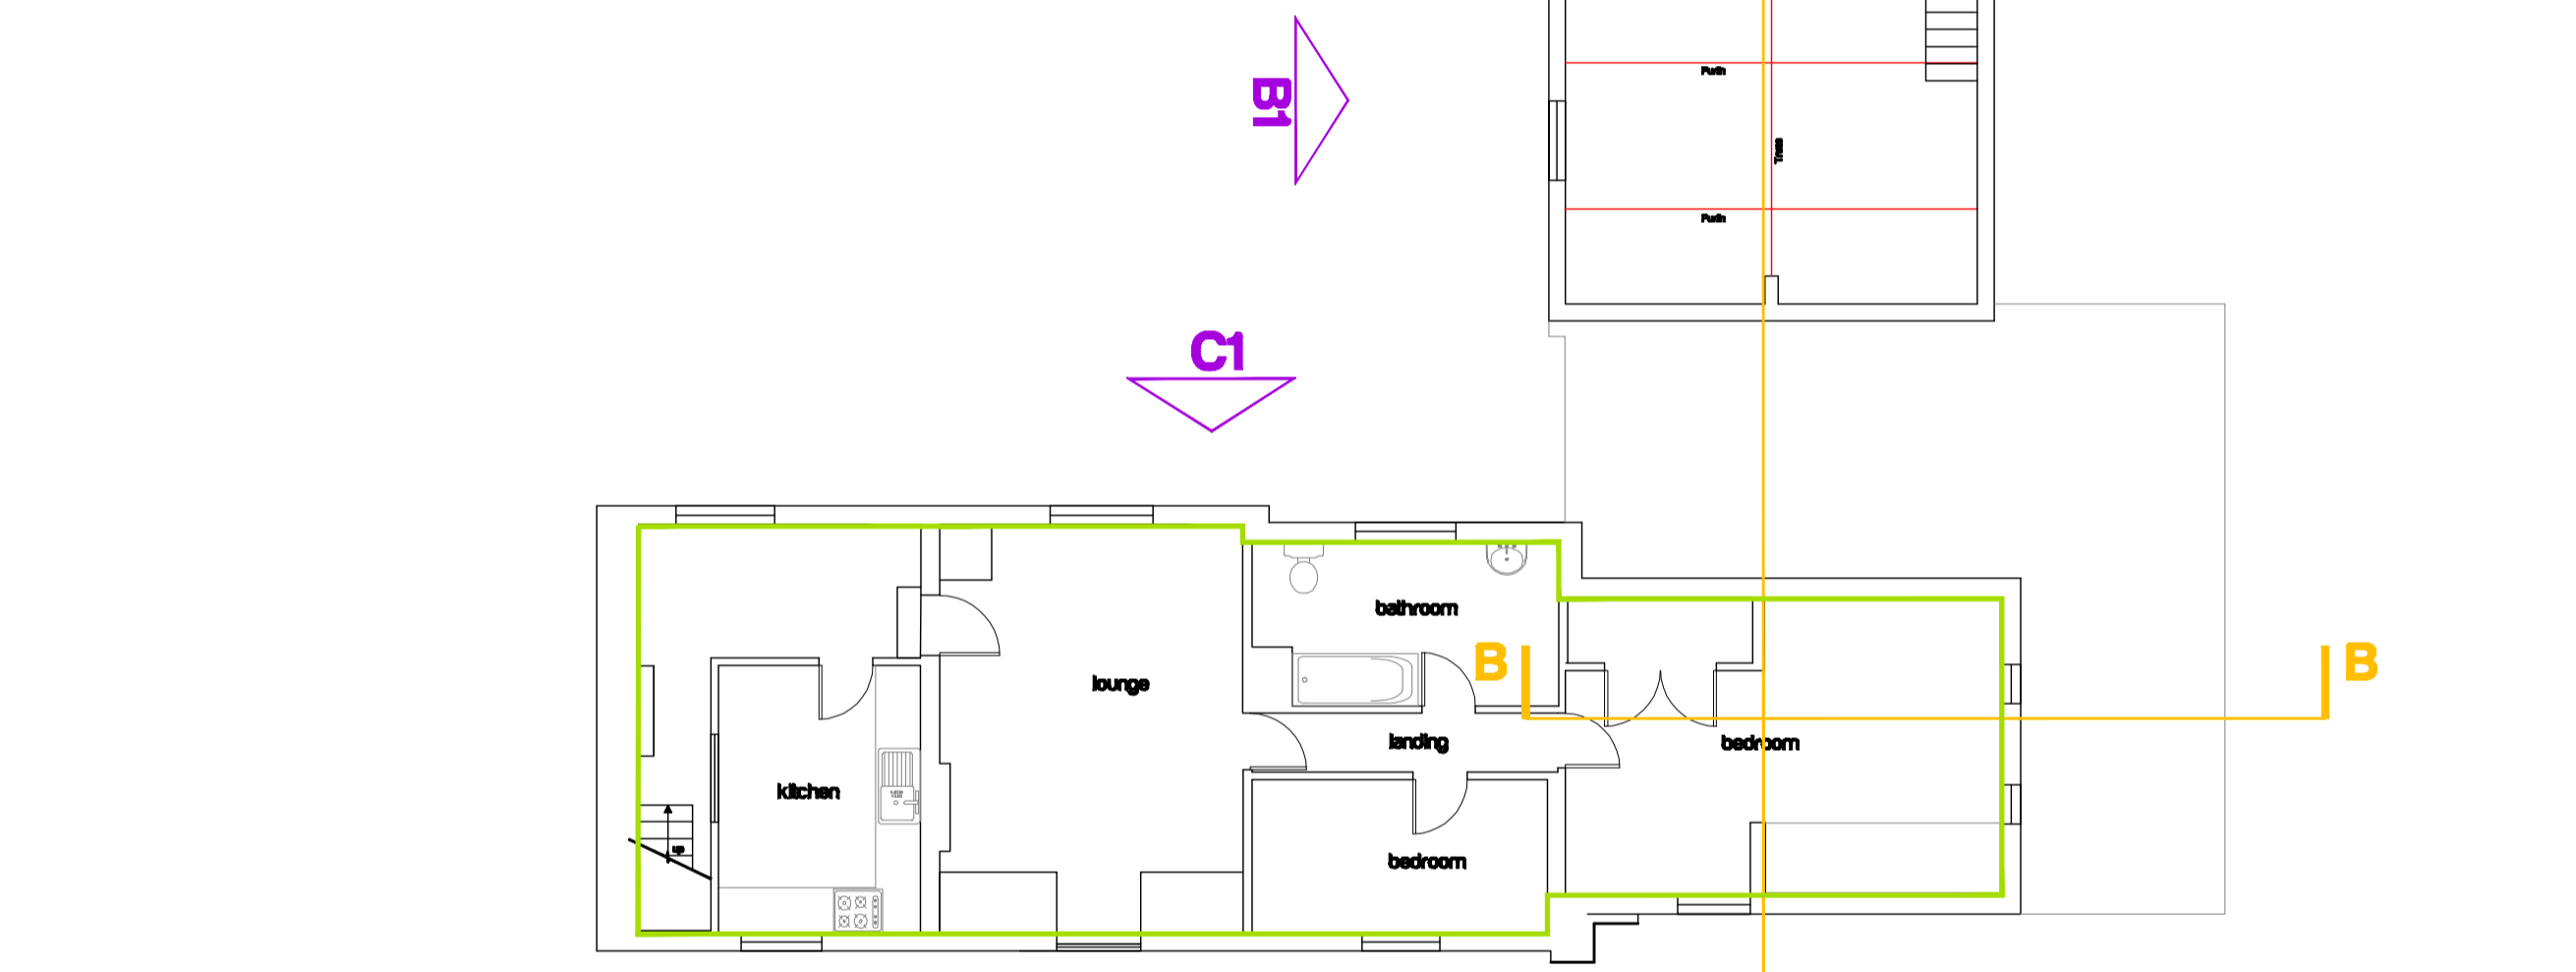 B1
Purlin
Truss
Purlin
C1
bathroom
B
B
lounge
landing
bedroom
kitchen
up
bedroom